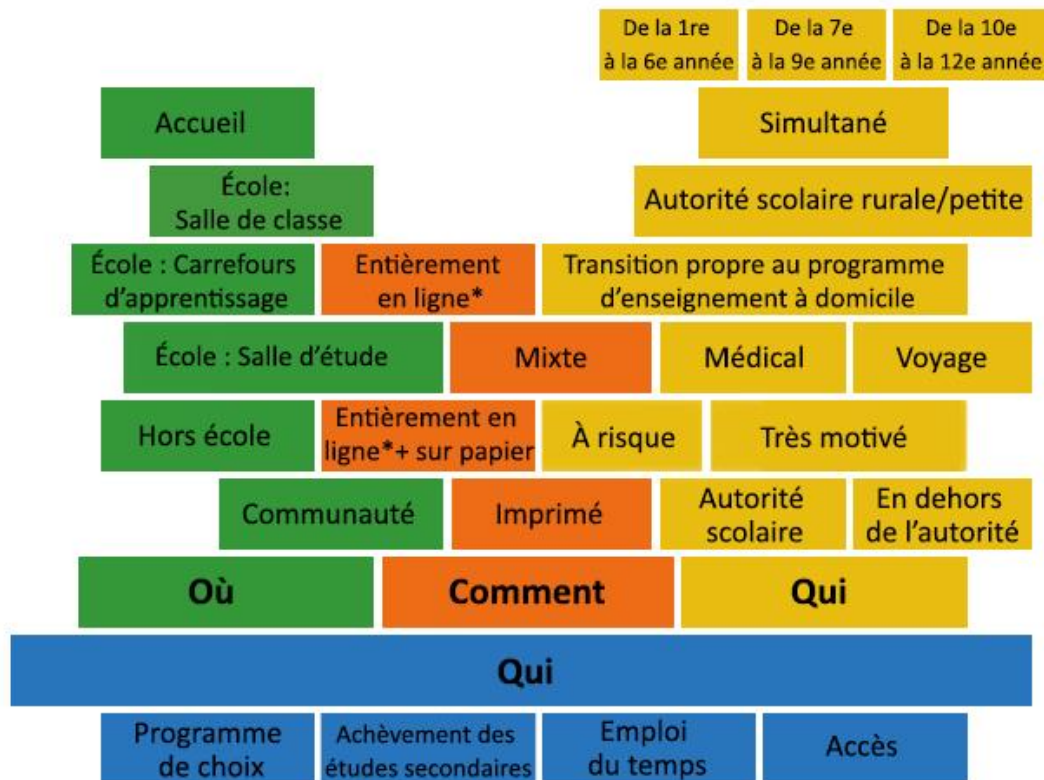 De la 1re
à la 6e année
De la 7e
à la 9e année
De la 10e
à la 12e année
Accueil
Simultané
École:
Salle de classe
Autorité scolaire rurale/petite
École : Carrefours
d'apprentissage
Entièrement
en ligne*
Transition propre au programme
d'enseignement à domicile
École : Salle d'étude
Mixte
Médical
Voyage
Hors école
Entièrement en
ligne*+ sur papier
À risque
Très motivé
Communauté
Imprimé
Autorité
scolaire
En dehors
de l'autorité
Où
Comment
Qui
Qui
Programme
de choix
Achèvement des
études secondaires
Emploi
du temps
Accès